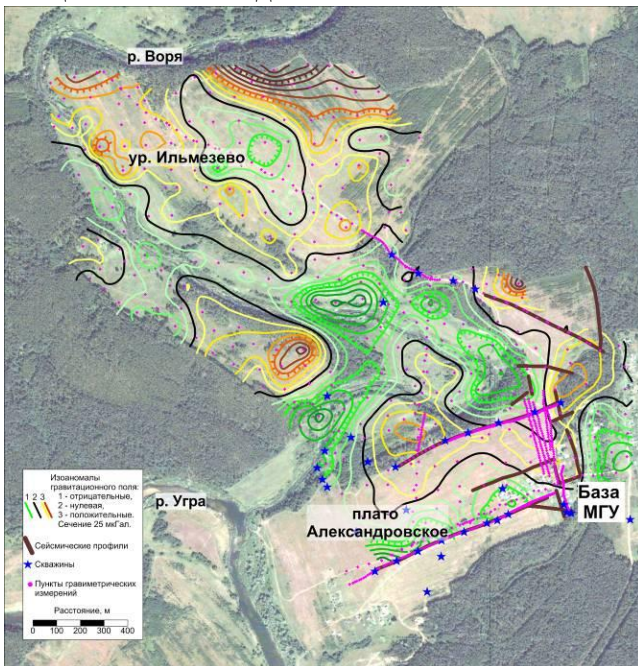 р. Воря
ур. Ильмезево
р. Угра
плато
Александровское
База
МГУ
Изоаномалы
гравитационного поля:
1 - отрицательные,
2 - нулевая,
3 - положительные.
Сечение 25 мкГал.
1 2 3
Сейсмические профили
Скважины
Пункты гравиметрических
измерений
Расстояние, м
0 100 200 300 400